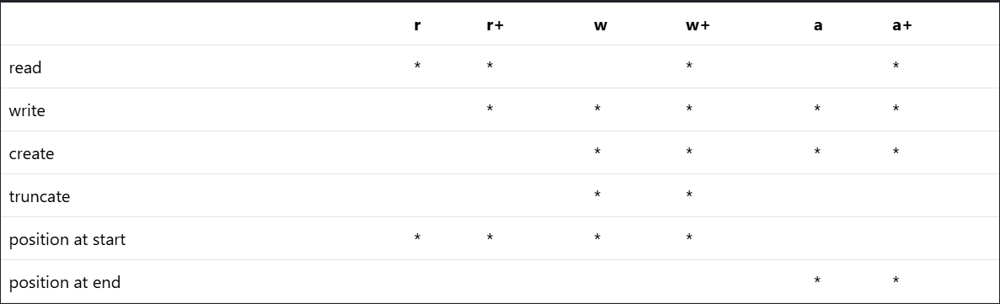 r r+ w w+ a a+
read * * * *
write * * * * *
create * * * *
truncate * *
position at start * * * *
position at end * *